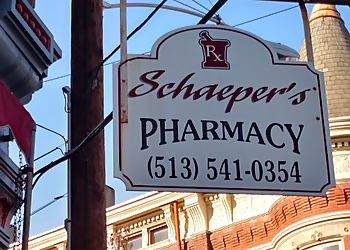 Rx
Schaeper's
PHARMACY
(513) 541-0354